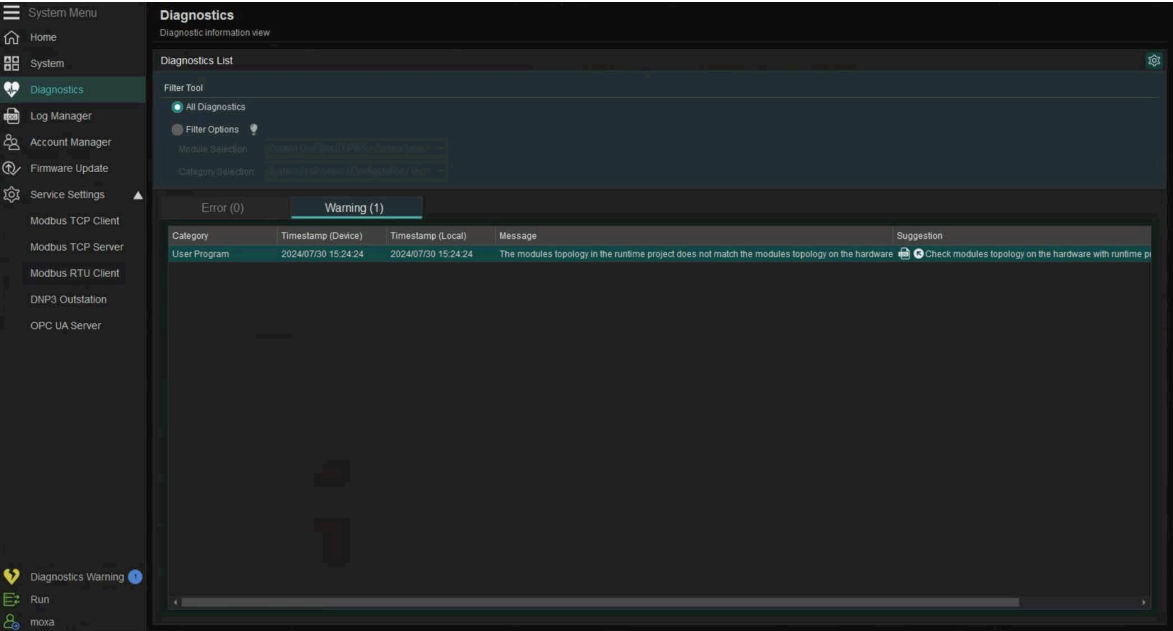 System Menu
Home
System
Diagnostics
Log Manager
Account Manager
Firmware Update
Service Settings
Modbus TCP Client
Modbus TCP Server
Modbus RTU Client
DNP3 Outstation
OPC UA Server
Diagnostics Warning 1
Run
moxa
Diagnostics
Diagnostic information view
Diagnostics List
Filter Tool
All Diagnostics
Filter Options
Module Selection
Category Selection
Error (0) Warning (1)
Category Timestamp (Device) Timestamp (Local) Message Suggestion
User Program 2024/07/30 15:24:24 2024/07/30 15:24:24 The modules topology in the runtime project does not match the modules topology on the hardware LOG Check modules topology on the hardware with runtime